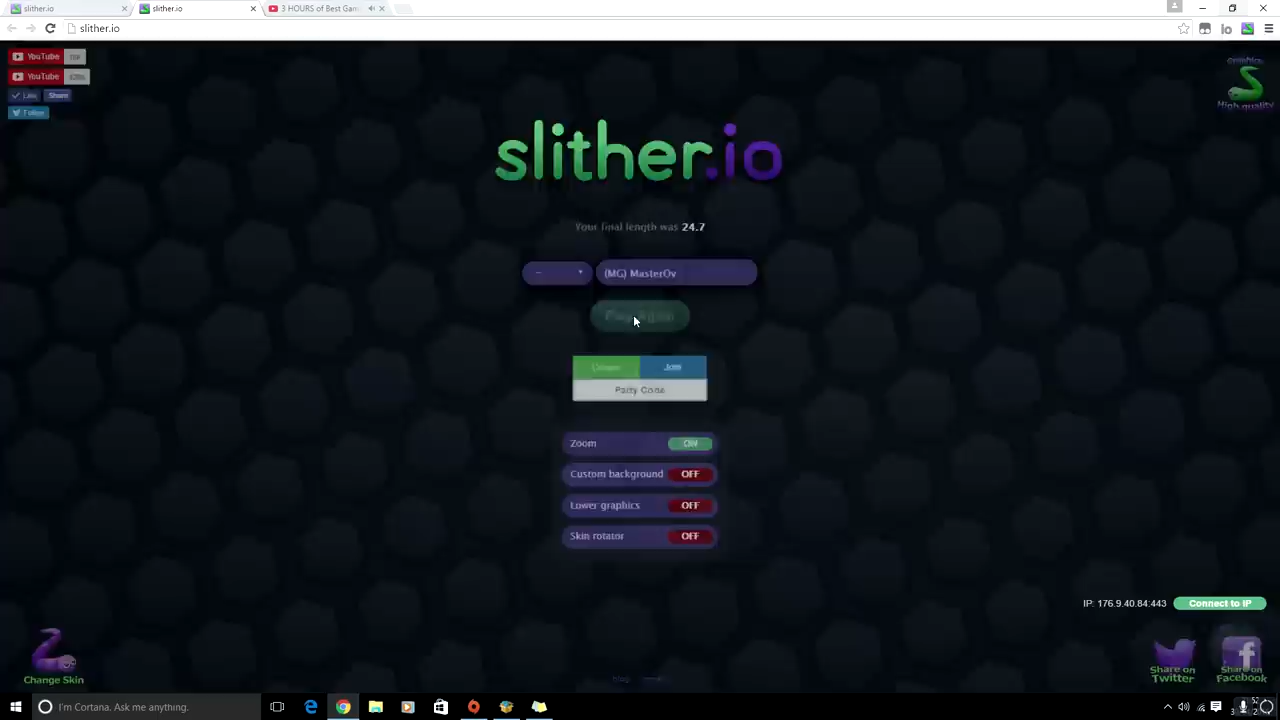 slither.io
slither.io
3 HOURS of Best Gam
slither.io
YouTube
YouTube
Like Share
Follow
High quality
slither.io
Your final length was 24.7
-- (MG) MasterOv
Join
Party Code
Zoom ON
Custom background OFF
Lower graphics OFF
Skin rotator OFF
IP: 176.9.40.84:443 Connect to IP
Change Skin
Share on
Twitter
Share on
Facebook
I'm Cortana. Ask me anything.